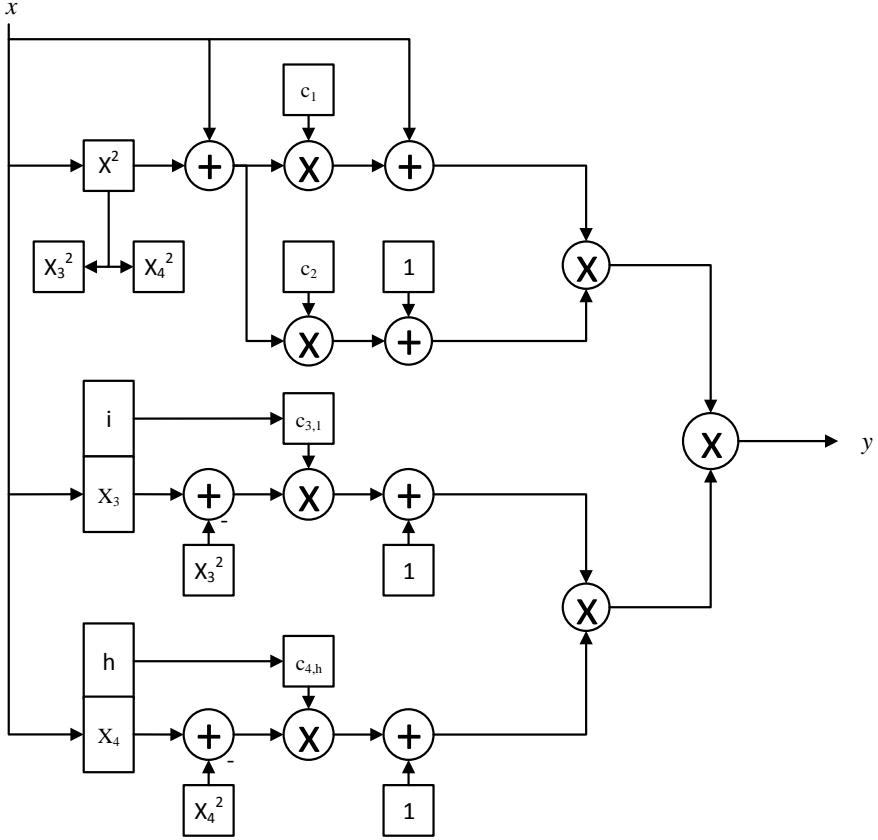 x
c₁
X²
+
X
+
X₃²
X₄²
c₂
1
X
X
+
i
c₃,₁
X
y
X₃
+
X
+
-
X₃²
1
X
h
c₄,ₕ
X₄
+
X
+
-
X₄²
1